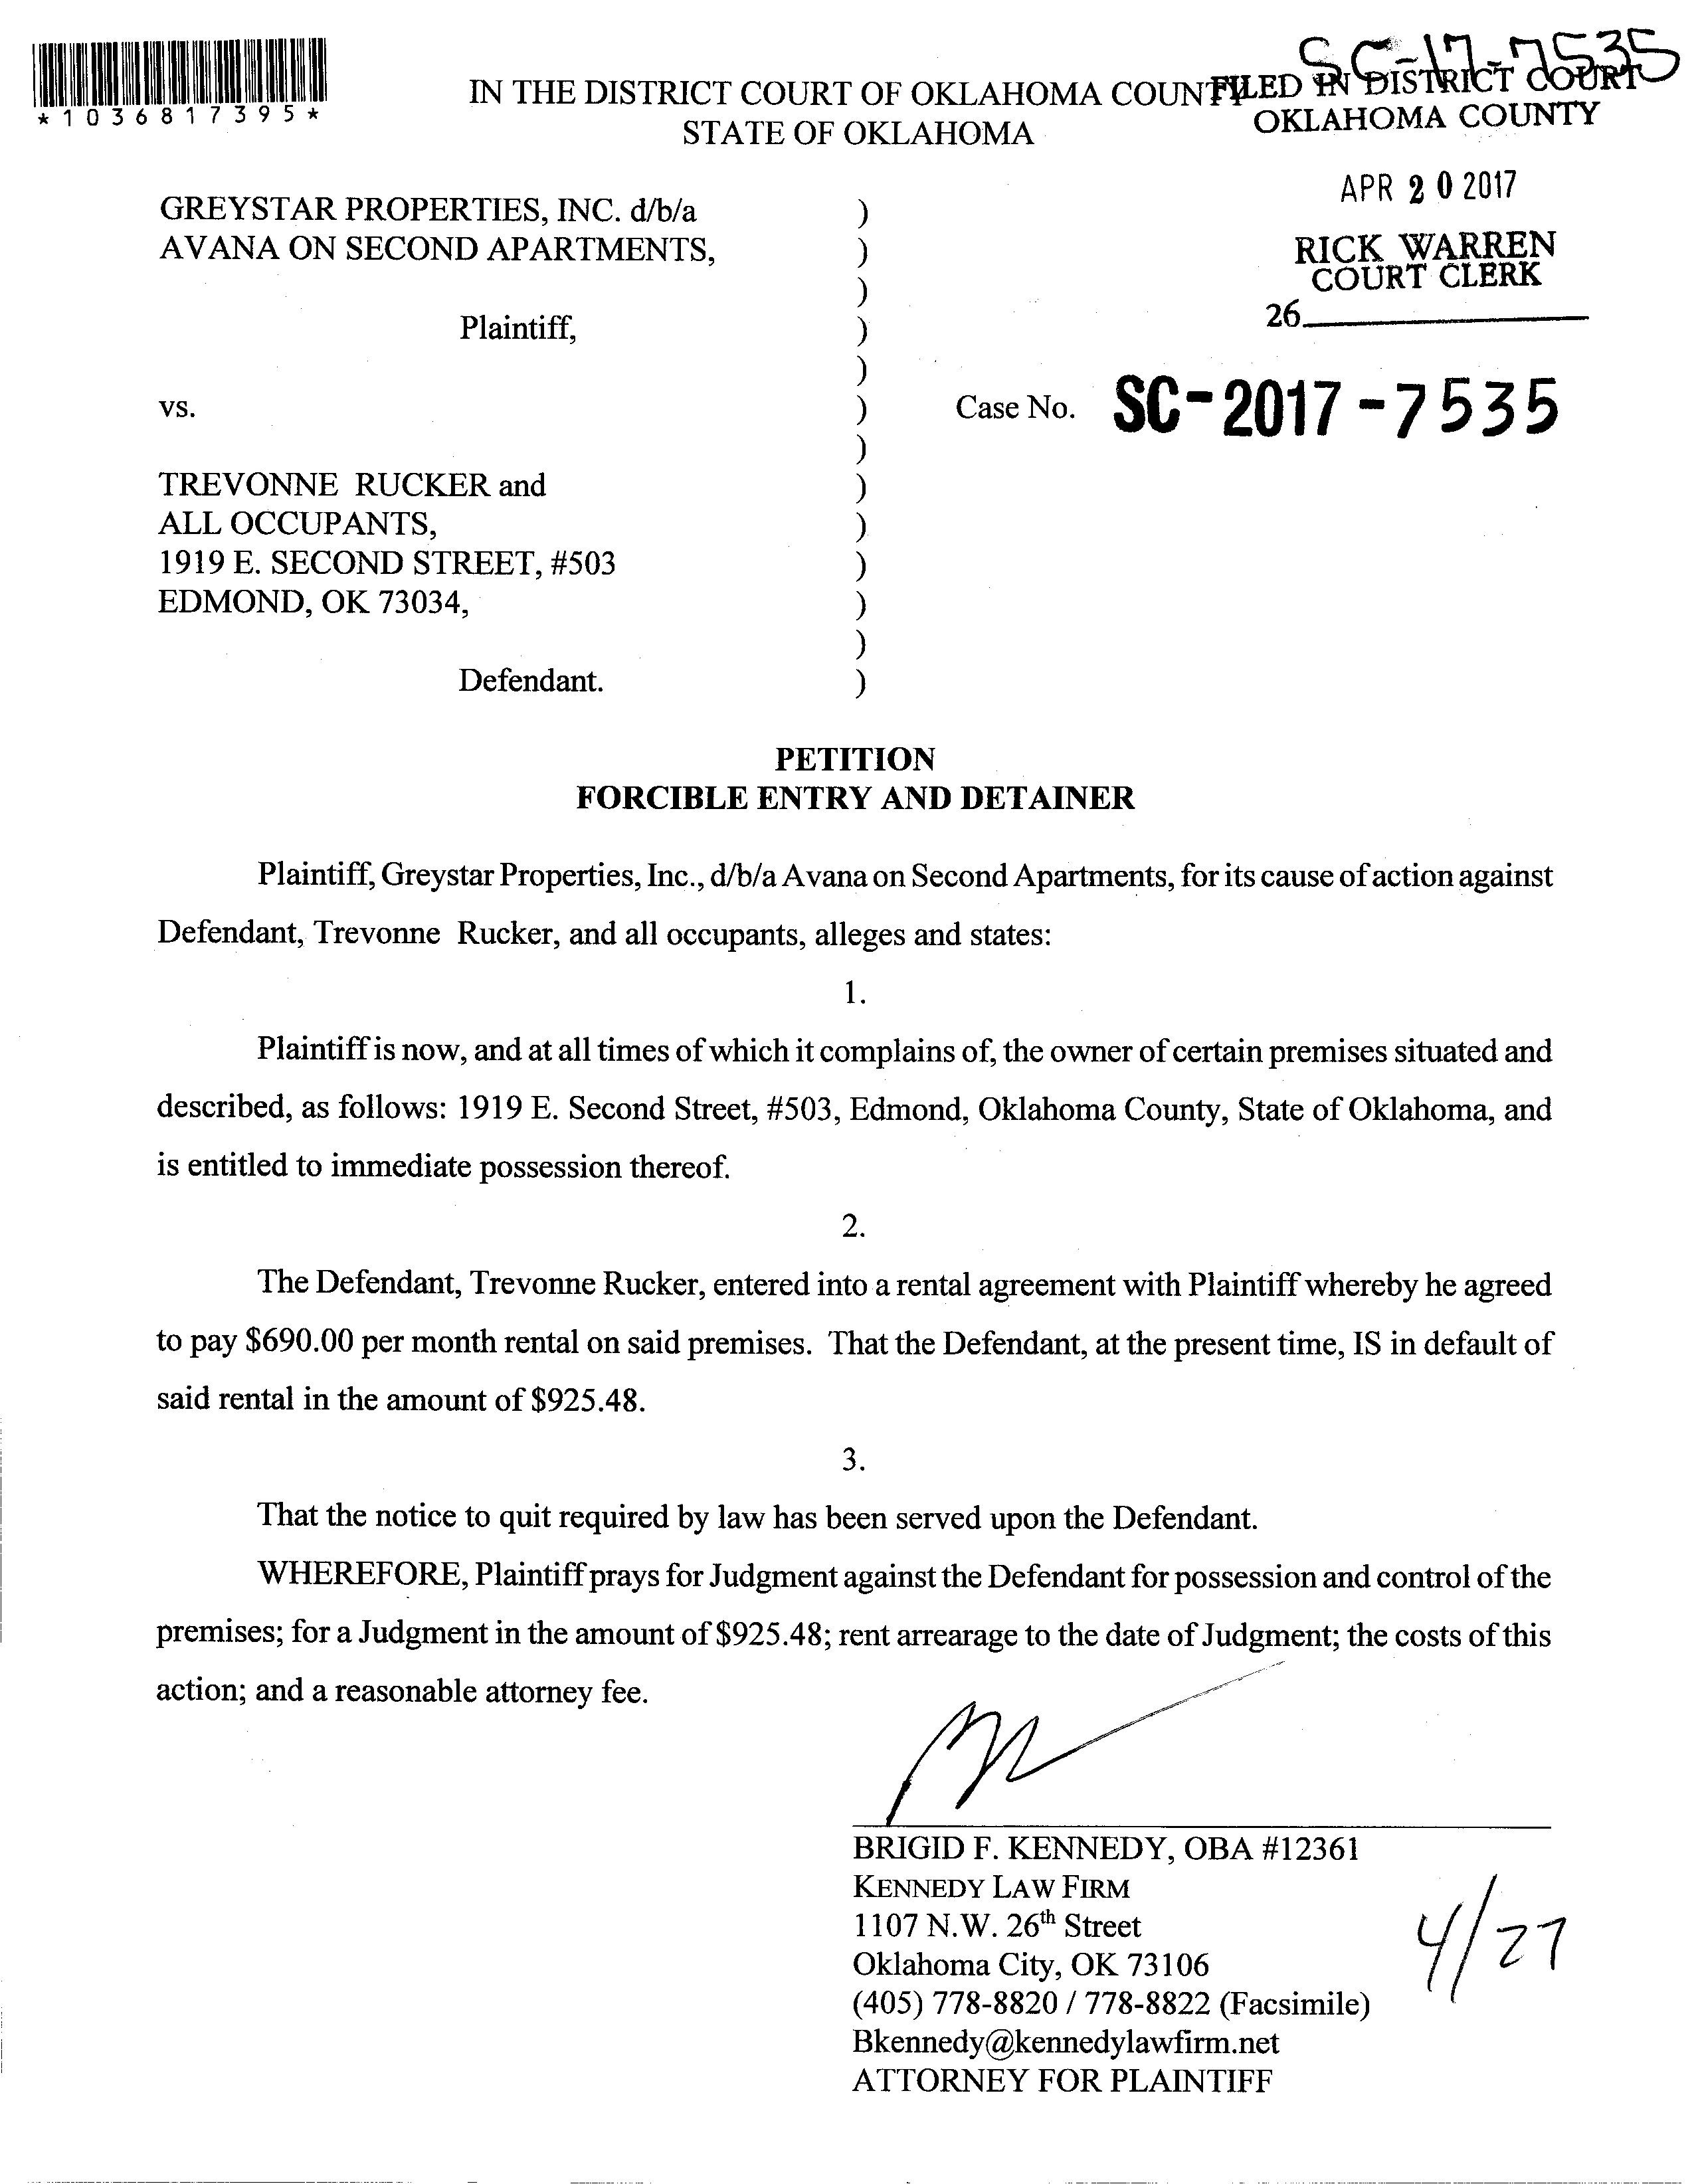 SC-17-7535
*1036817395*
IN THE DISTRICT COURT OF OKLAHOMA COUNTY
STATE OF OKLAHOMA
FILED IN DISTRICT COURT
OKLAHOMA COUNTY
APR 20 2017
RICK WARREN
COURT CLERK
26
GREYSTAR PROPERTIES, INC. d/b/a )
AVANA ON SECOND APARTMENTS, )
)
Plaintiff, )
)
vs. ) Case No. SC-2017-7535
)
TREVONNE RUCKER and )
ALL OCCUPANTS, )
1919 E. SECOND STREET, #503 )
EDMOND, OK 73034, )
)
Defendant. )
PETITION
FORCIBLE ENTRY AND DETAINER
Plaintiff, Greystar Properties, Inc., d/b/a Avana on Second Apartments, for its cause of action against
Defendant, Trevonne Rucker, and all occupants, alleges and states:
1.
Plaintiff is now, and at all times of which it complains of, the owner of certain premises situated and
described, as follows: 1919 E. Second Street, #503, Edmond, Oklahoma County, State of Oklahoma, and
is entitled to immediate possession thereof.
2.
The Defendant, Trevonne Rucker, entered into a rental agreement with Plaintiff whereby he agreed
to pay $690.00 per month rental on said premises. That the Defendant, at the present time, IS in default of
said rental in the amount of $925.48.
3.
That the notice to quit required by law has been served upon the Defendant.
WHEREFORE, Plaintiff prays for Judgment against the Defendant for possession and control of the
premises; for a Judgment in the amount of $925.48; rent arrearage to the date of Judgment; the costs of this
action; and a reasonable attorney fee.
BRIGID F. KENNEDY, OBA #12361
KENNEDY LAW FIRM
1107 N.W. 26th Street
Oklahoma City, OK 73106
(405) 778-8820 / 778-8822 (Facsimile)
Bkennedy@kennedylawfirm.net
ATTORNEY FOR PLAINTIFF
4/27